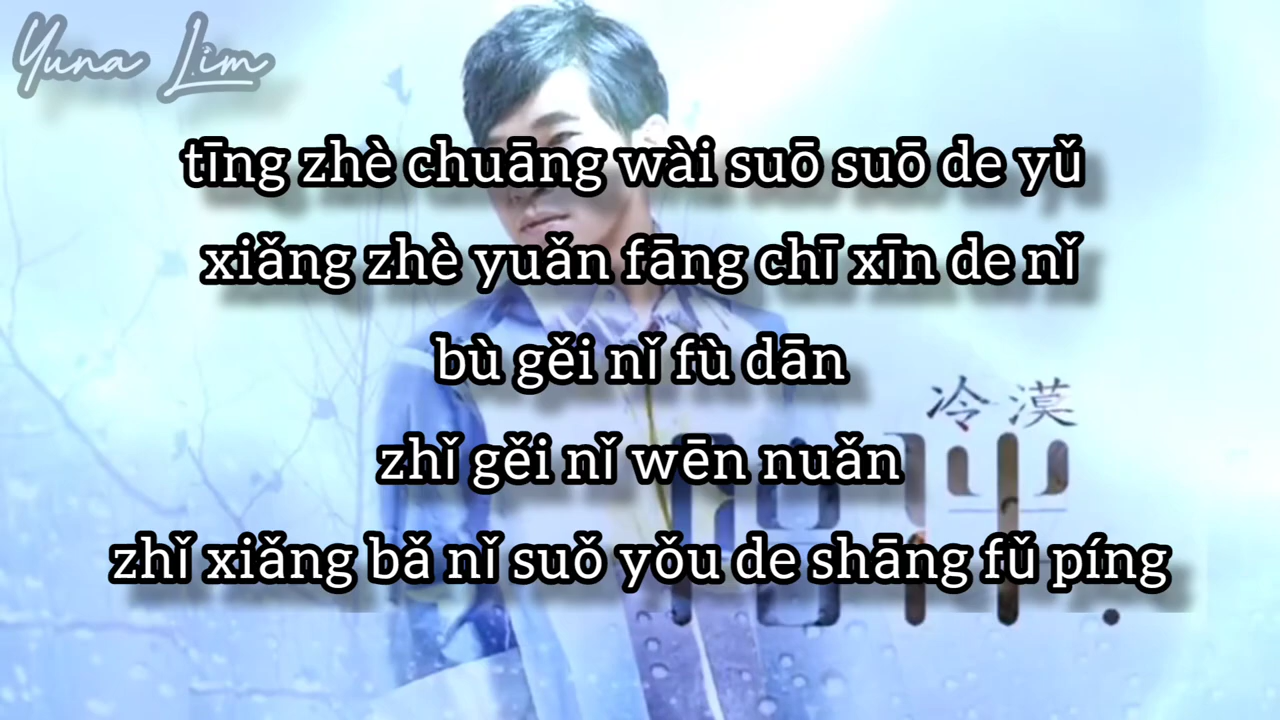 Yuna Lim
tīng zhè chuāng wài suō suō de yǔ
xiǎng zhè yuǎn fāng chī xīn de nǐ
bù gěi nǐ fù dān
冷漠
zhǐ gěi nǐ wēn nuǎn
陪伴
zhǐ xiǎng bǎ nǐ suǒ yǒu de shāng fǔ píng